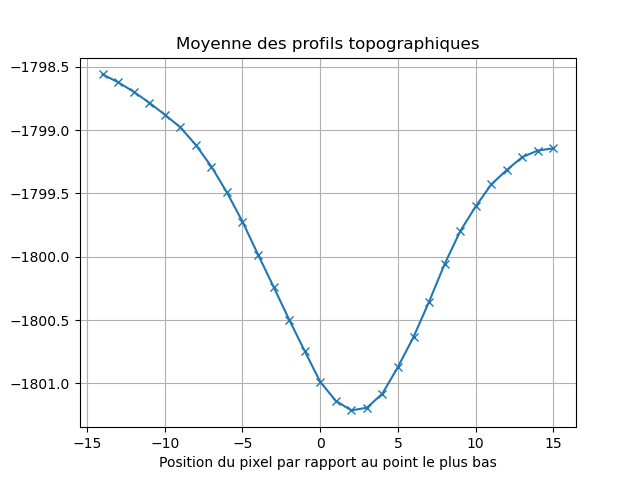 Moyenne des profils topographiques
−1798.5
−1799.0
−1799.5
−1800.0
−1800.5
−1801.0
−15 −10 −5 0 5 10 15
Position du pixel par rapport au point le plus bas